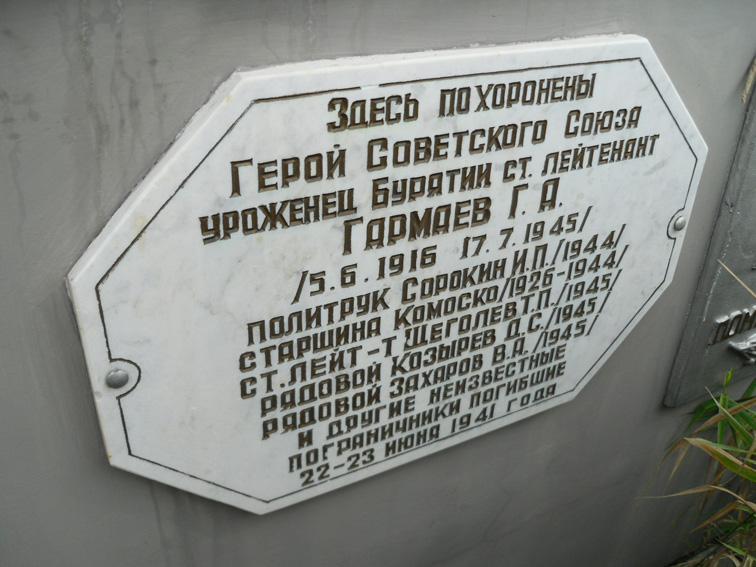 Здесь похоронены
Герой Советского Союза
уроженец Бурятии ст. лейтенант
Гармаев Г. А.
/5.6.1916 17.7.1945/
политрук Сорокин И.П./1944/
старшина Комоско/1926-1944/
ст. лейт-т Щеголев Т.П./1945/
рядовой Козырев Д.С./1945/
рядовой Захаров В.А./1945/
и другие неизвестные
пограничники погибшие
22-23 июня 1941 года